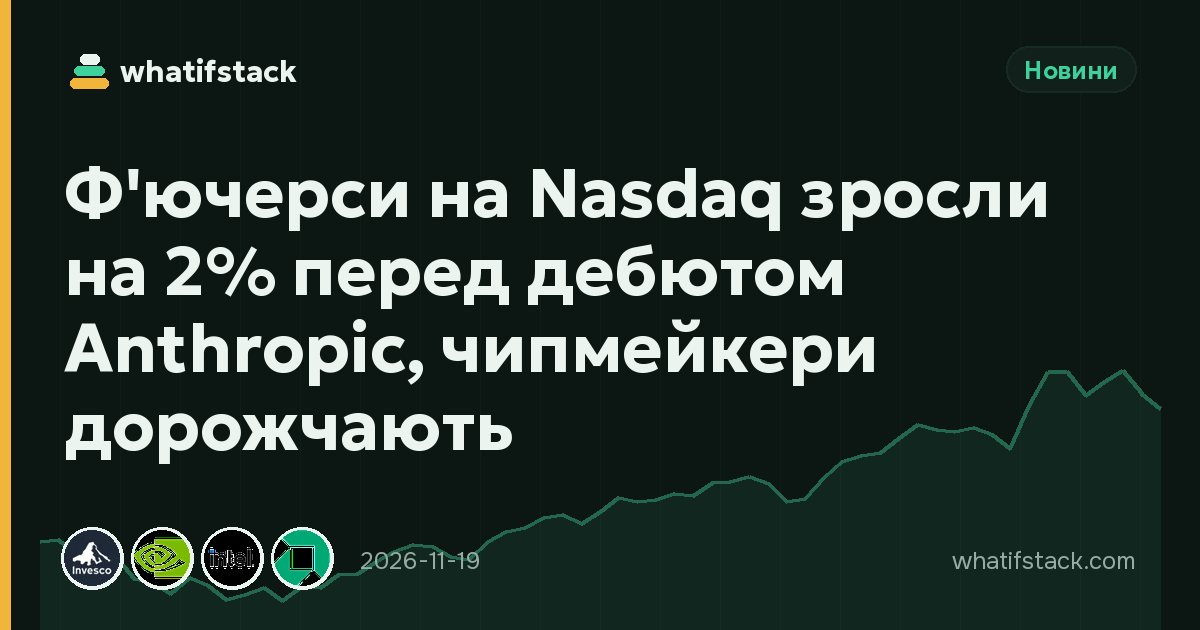 whatifstack
Новини
Ф'ючерси на Nasdaq зросли
на 2% перед дебютом
Anthropic, чипмейкери
дорожчають
Invesco
intel
2026-11-19
whatifstack.com